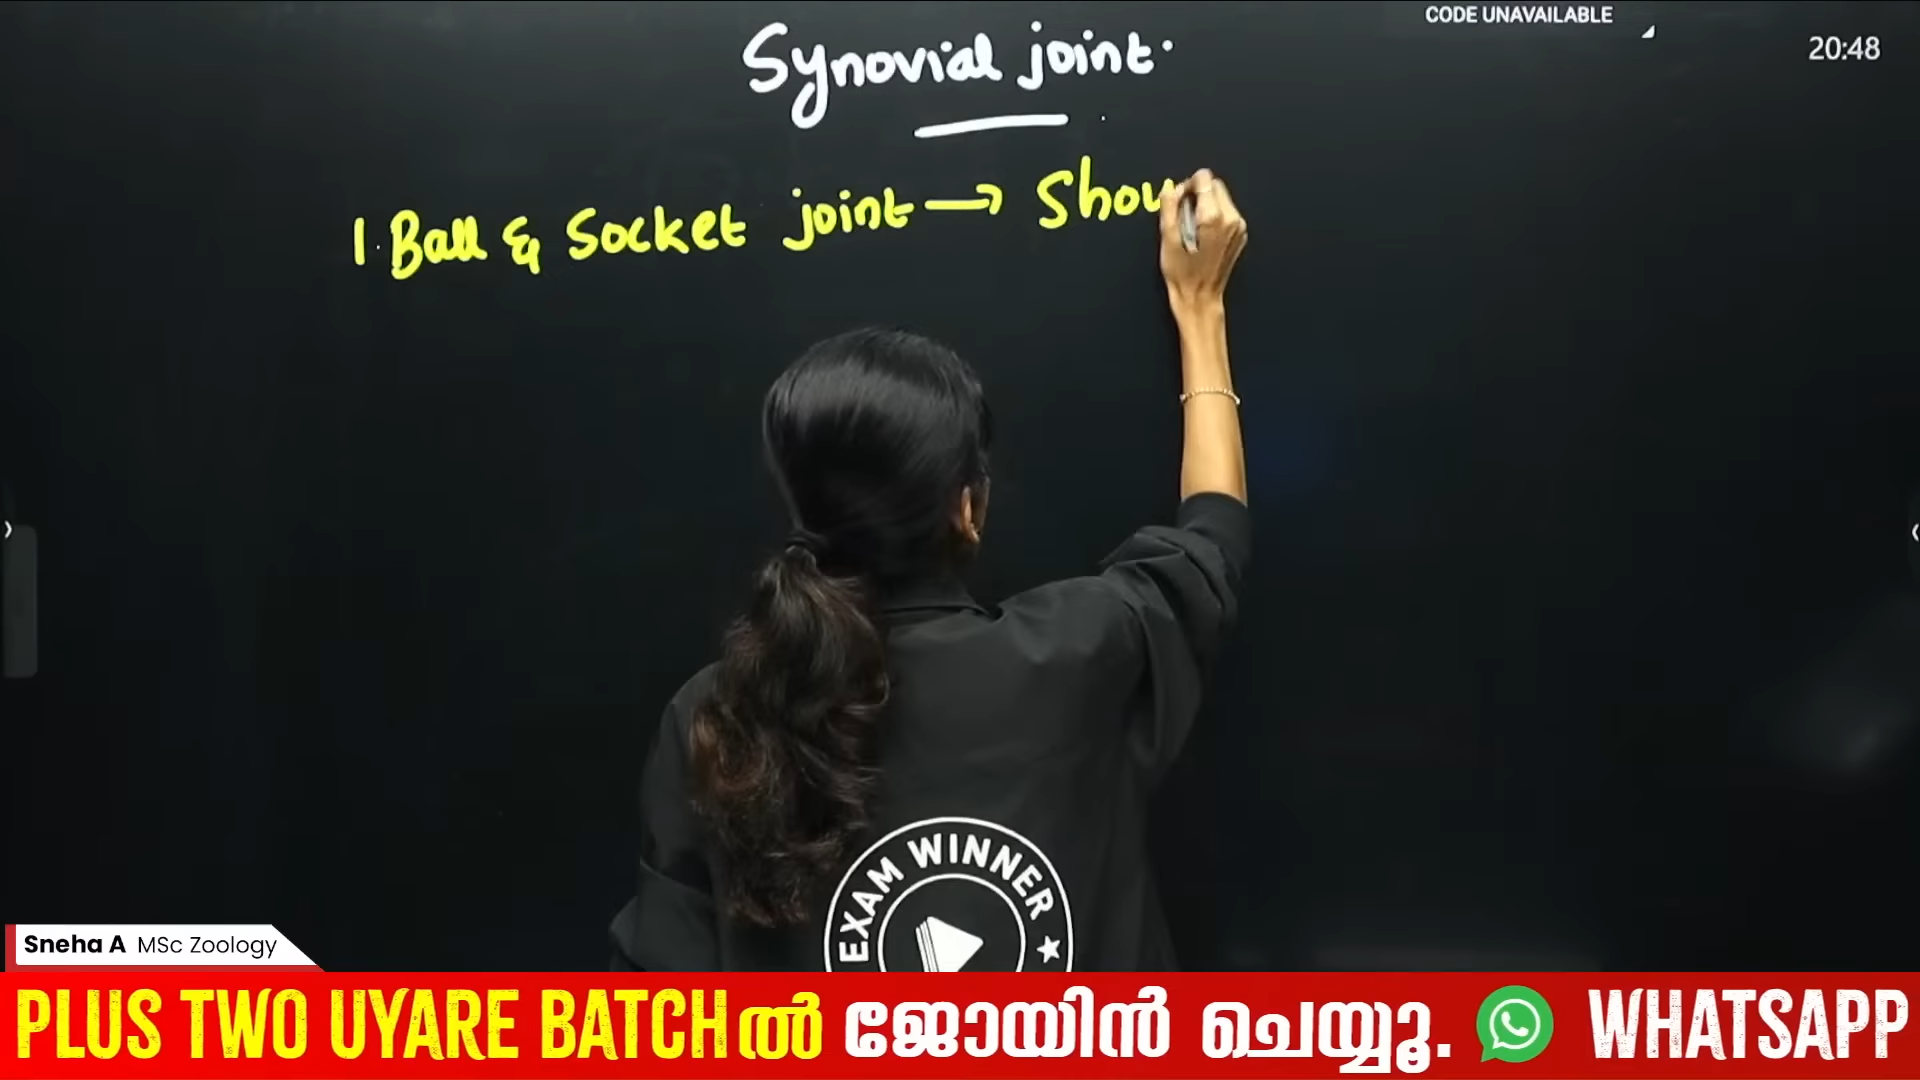 CODE UNAVAILABLE
20:48
Synovial joint.
1. Ball & Socket joint → Shou
EXAM WINNER
Sneha A MSc Zoology
PLUS TWO UYARE BATCHൽ ജോയിൻ ചെയ്യൂ. WHATSAPP